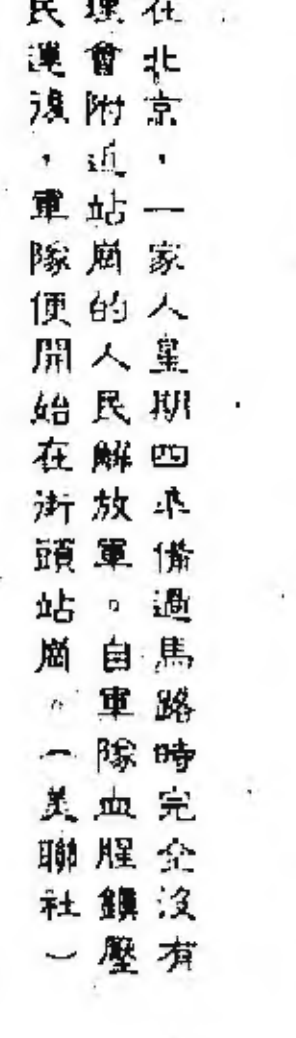 在北京，一家人星期四準備過馬路時完全沒有
理會附近站崗的人民解放軍。自軍隊血腥鎮壓
民運後，軍隊便開始在街頭站崗。（美聯社）